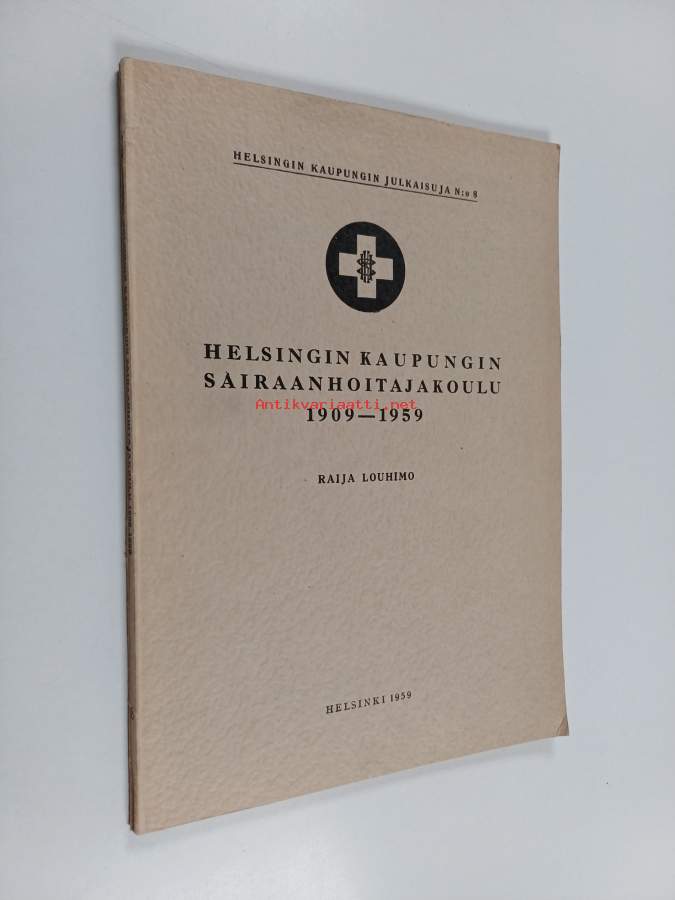 HELSINGIN KAUPUNGIN JULKAISUJA N:o 8
HELSINGIN KAUPUNGIN
SAIRAANHOITAJAKOULU
Antikvariaatti.net
1909—1959
RAIJA LOUHIMO
HELSINKI 1959